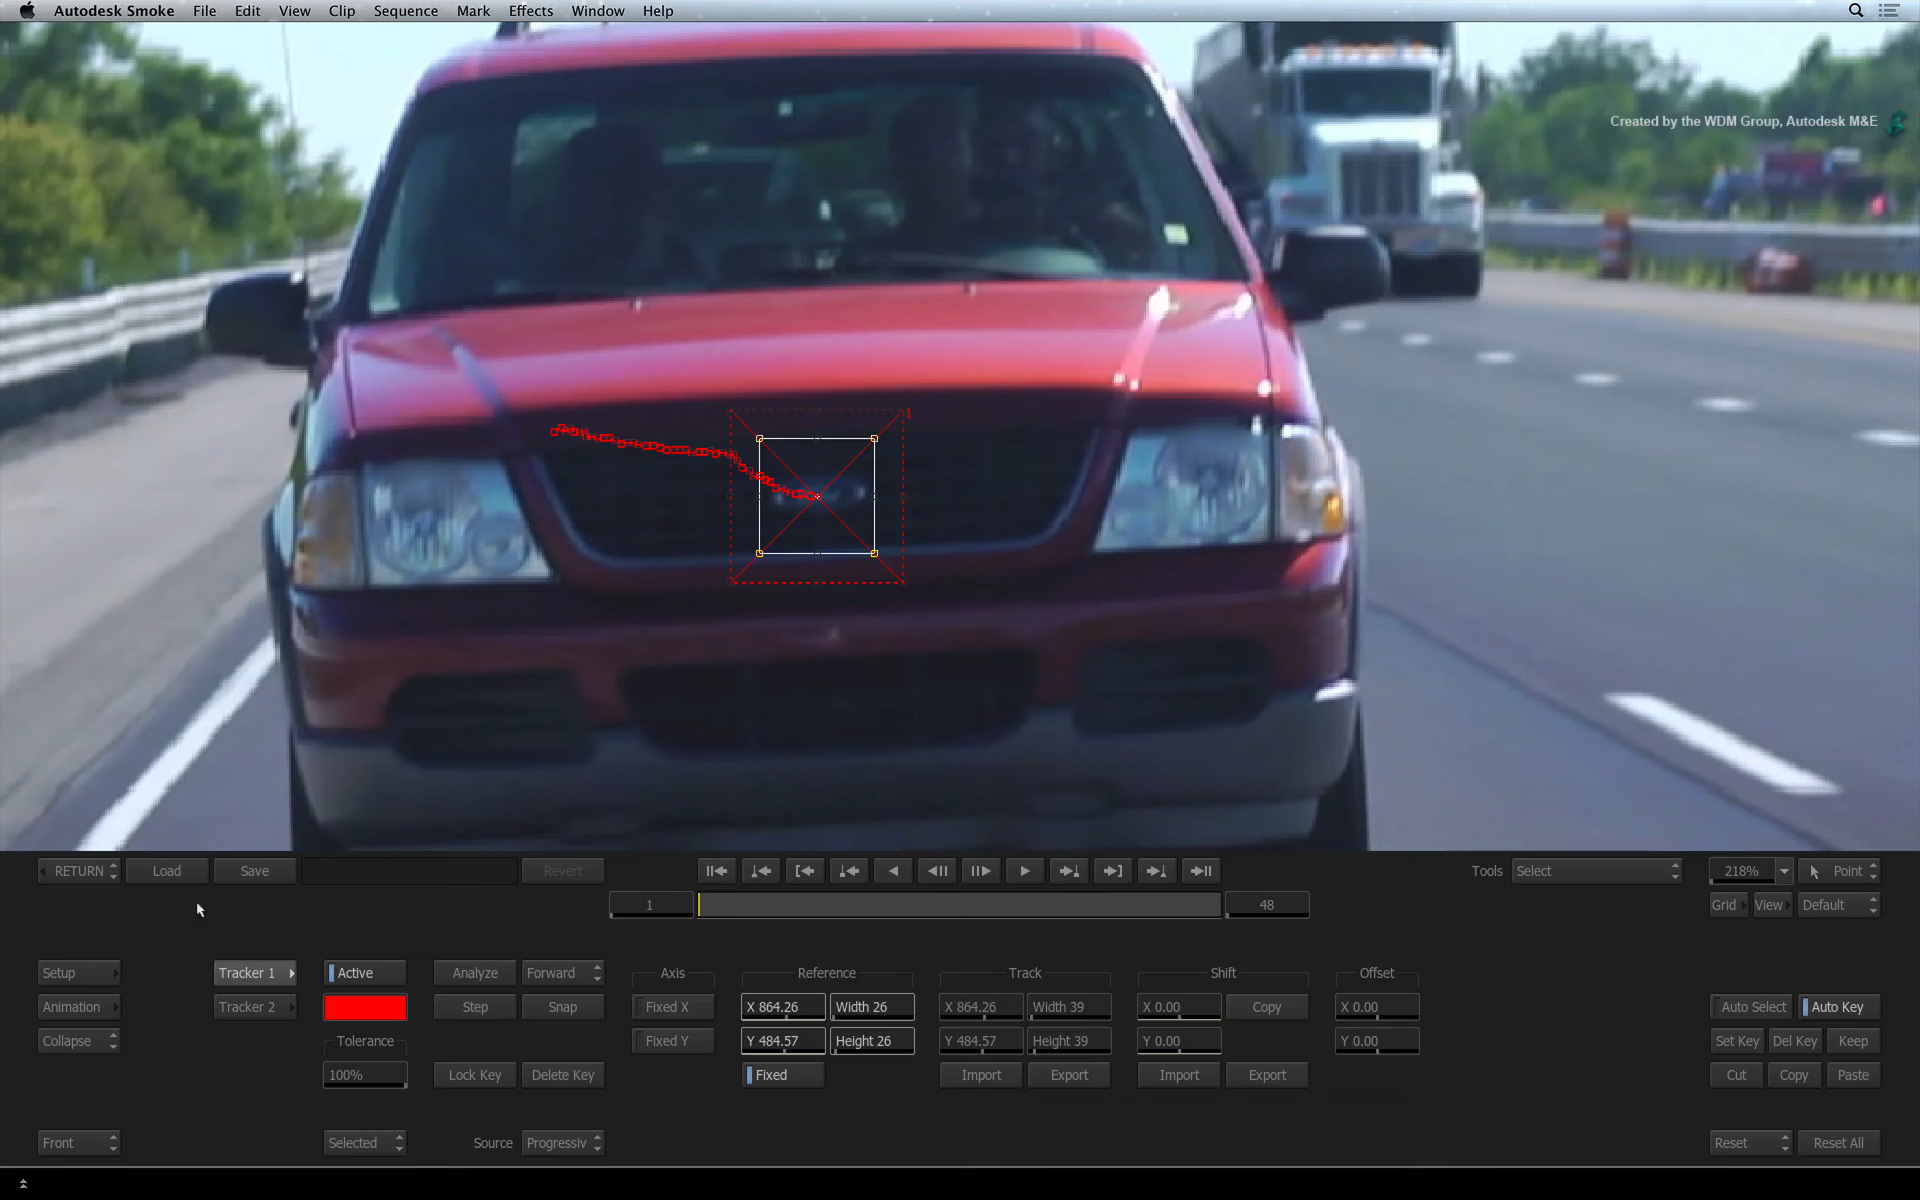 Autodesk Smoke File Edit View Clip Sequence Mark Effects Window Help
Created by the WDM Group, Autodesk M&E
1
RETURN Load Save Revert Tools Select 218% Point
1 48 Grid View Default
Setup Tracker 1 Active Analyze Forward Axis Reference Track Shift Offset
Animation Tracker 2 Step Snap Fixed X X 864.26 Width 26 X 864.26 Width 39 X 0.00 Copy X 0.00 Auto Select Auto Key
Collapse Tolerance Fixed Y Y 484.57 Height 26 Y 484.57 Height 39 Y 0.00 Y 0.00 Set Key Del Key Keep
100% Lock Key Delete Key Fixed Import Export Import Export Cut Copy Paste
Front Selected Source Progressiv Reset Reset All